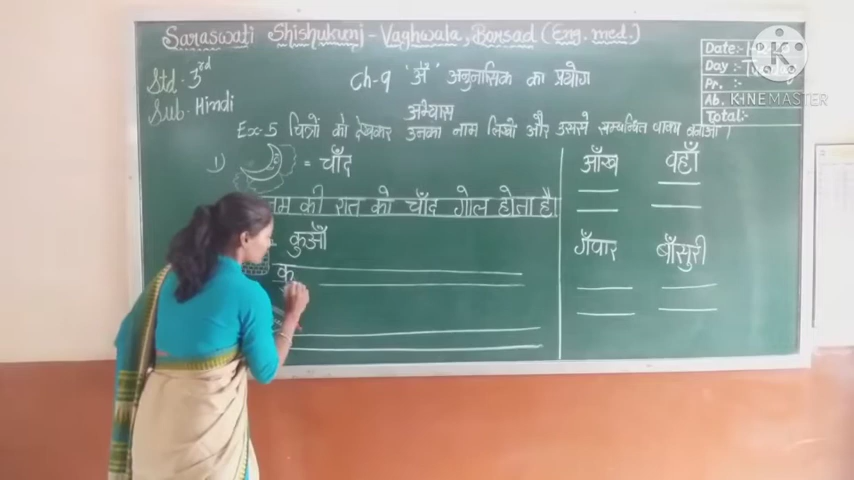 Saraswati Shishukunj - Vaghwala, Borsad (Eng. med.)
Std - 3rd
Sub - Hindi
Ch-9 'अँ' अनुनासिक का प्रयोग
अभ्यास
Ex-5 चित्रों को देखकर उनका नाम लिखो और उससे सम्बन्धित वाक्य बनाओ ।
Date:-
Day :- Tuesday
Pr. :-
Ab.
Total:-
KINEMASTER
1) = चाँद
की रात को चाँद गोल होता है।
कुआँ
क
आँख वहाँ
गँवार बाँसुरी